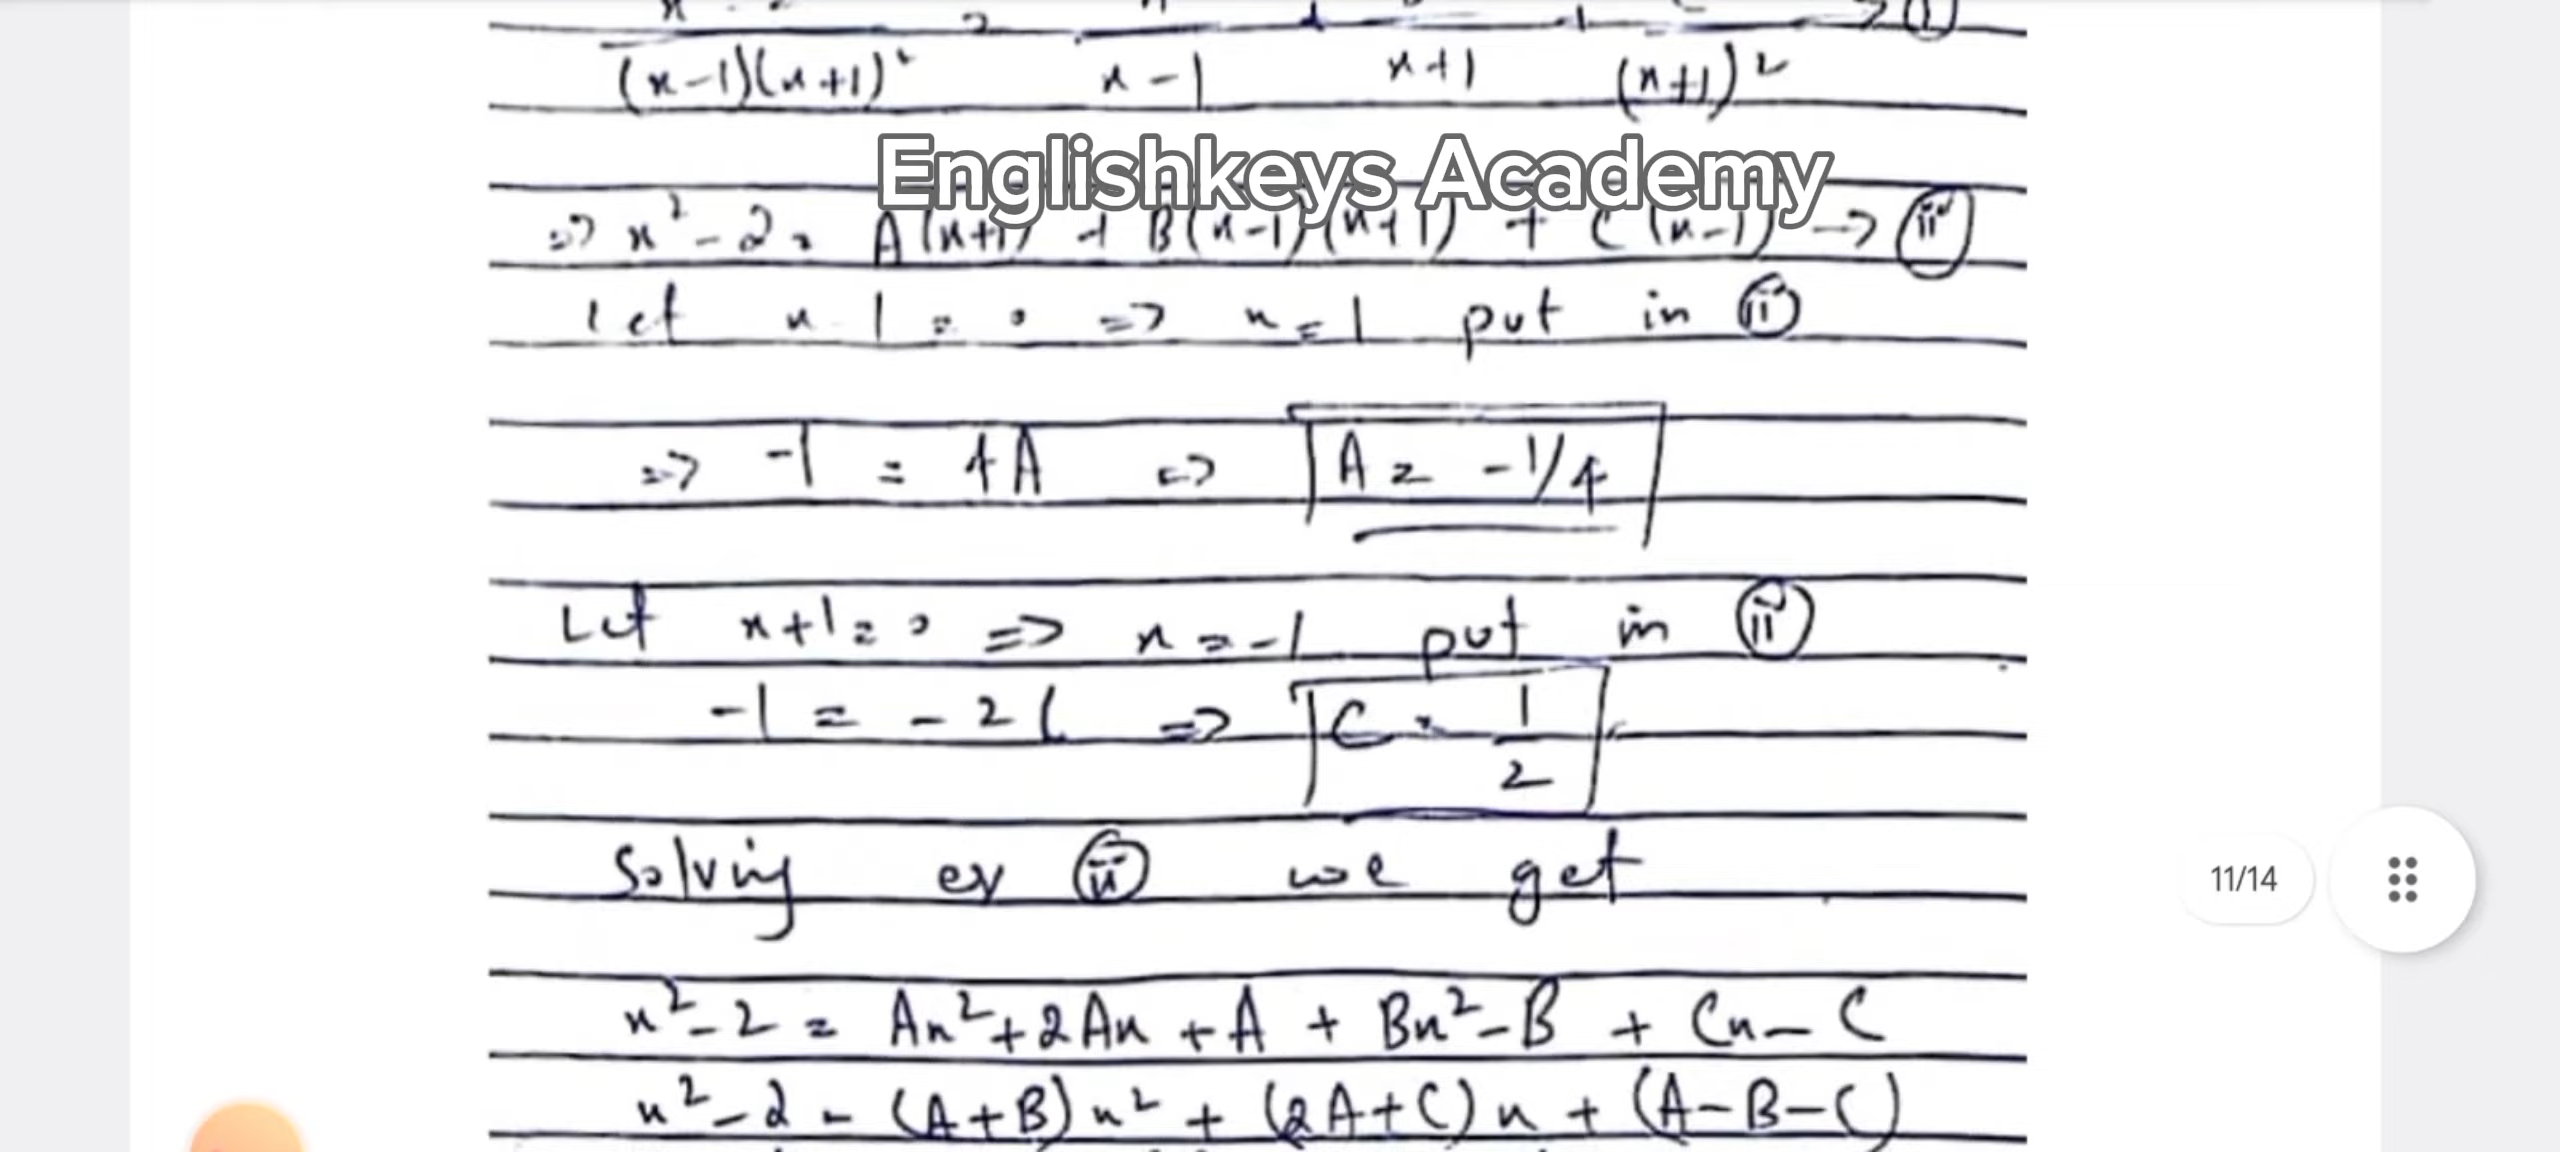 (x-1)(x+1)² x-1 x+1 (x+1)²
Englishkeys Academy
=> x²-2 = A(x+1) + B(x-1)(x+1) + C(x-1) -> (ii)
let x-1 = 0 => x=1 put in (ii)
=> -1 = 4A => A = -1/4
Let x+1=0 => x=-1 put in (ii)
-1 = -2C => C = 1/2
Solving eq (ii) we get
x²-2 = Ax²+2Ax+A + Bx²-B + Cx-C
x²-2 = (A+B)x² + (2A+C)x + (A-B-C)
11/14